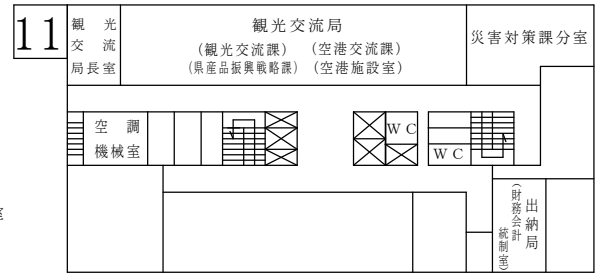 11
観光
交流
局長室
観光交流局
（観光交流課）（空港交流課）
（県産品振興戦略課）（空港施設室）
災害対策課分室
空調
機械室
WC
WC
出納局
（財務会計
統制室）
室